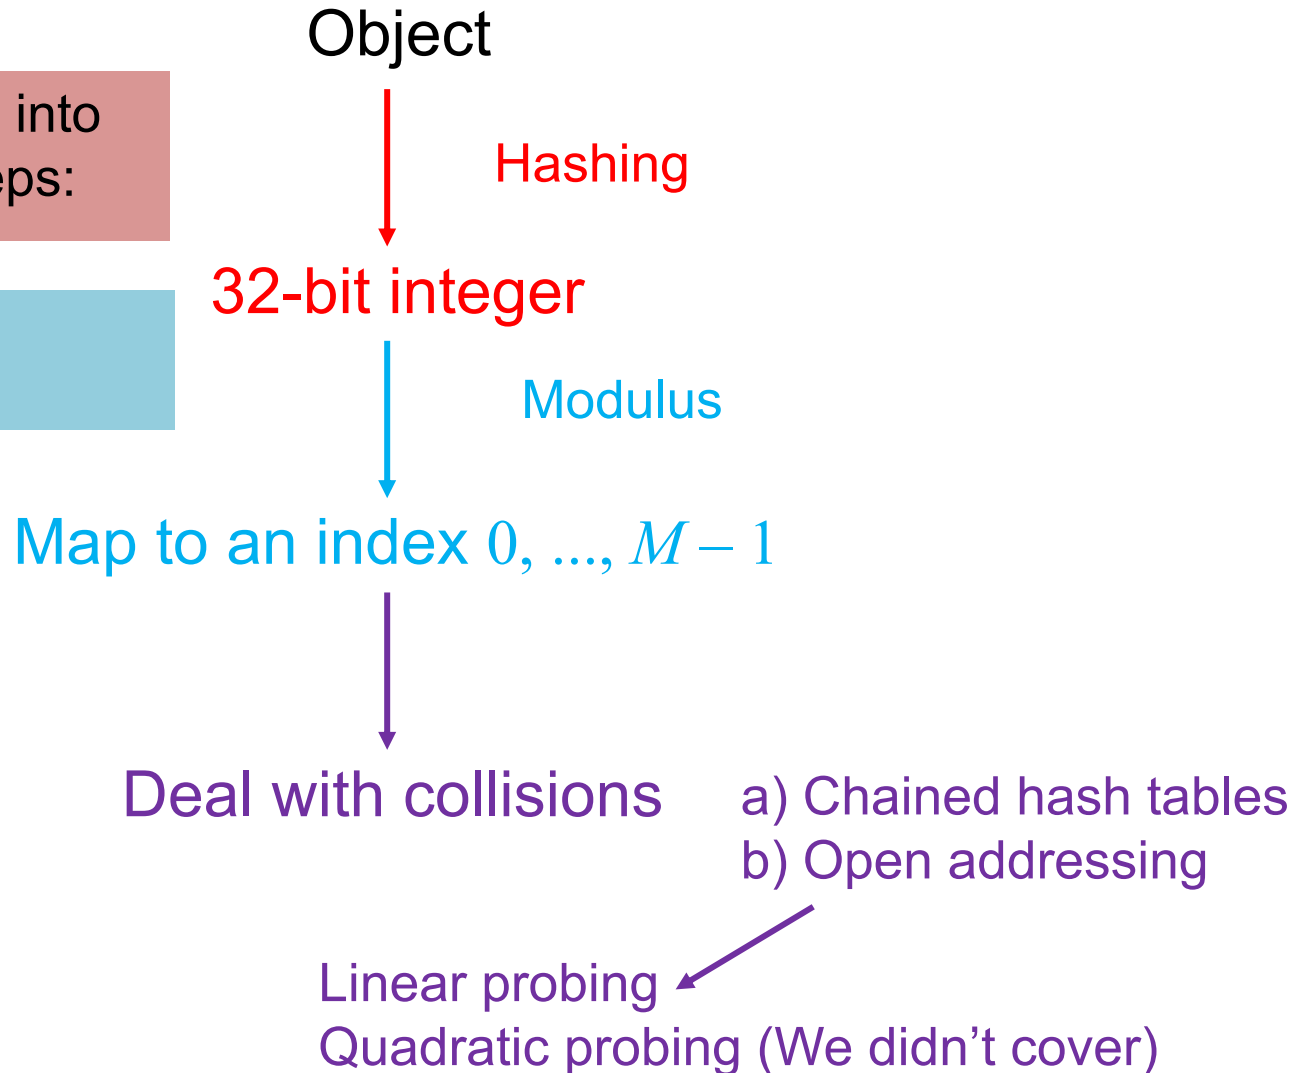 Object
into
eps:
Hashing
32-bit integer
Modulus
Map to an index 0, ..., M – 1
Deal with collisions
a) Chained hash tables
b) Open addressing
Linear probing
Quadratic probing (We didn’t cover)